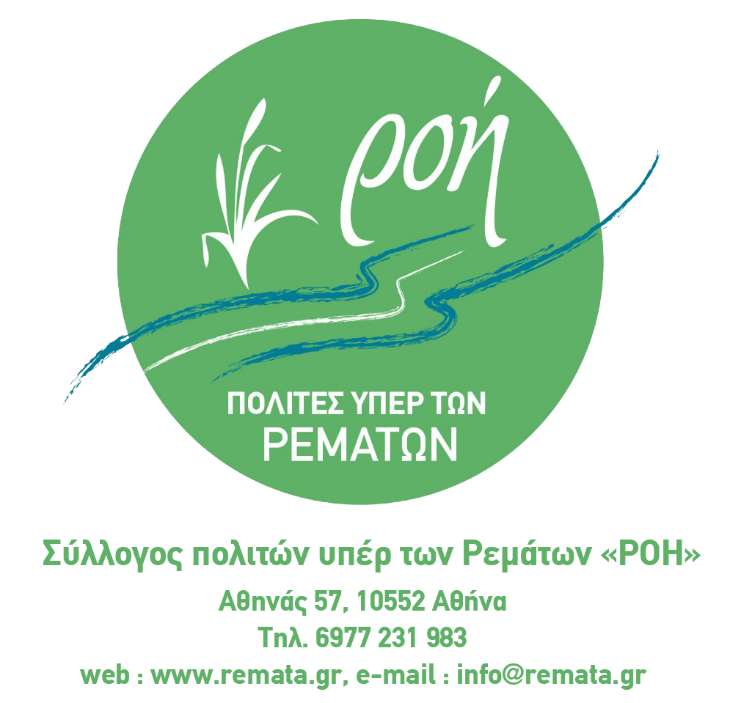 ροή
ΠΟΛΙΤΕΣ ΥΠΕΡ ΤΩΝ
ΡΕΜΑΤΩΝ
Σύλλογος πολιτών υπέρ των Ρεμάτων «ΡΟΗ»
Αθηνάς 57, 10552 Αθήνα
Τηλ. 6977 231 983
web : www.remata.gr, e-mail : info@remata.gr